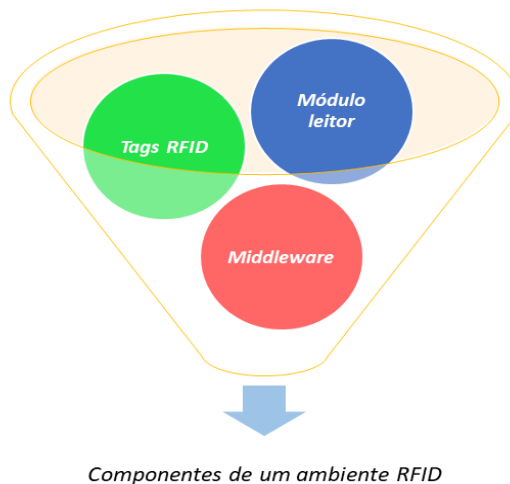 Módulo
leitor
Tags RFID
Middleware
Componentes de um ambiente RFID